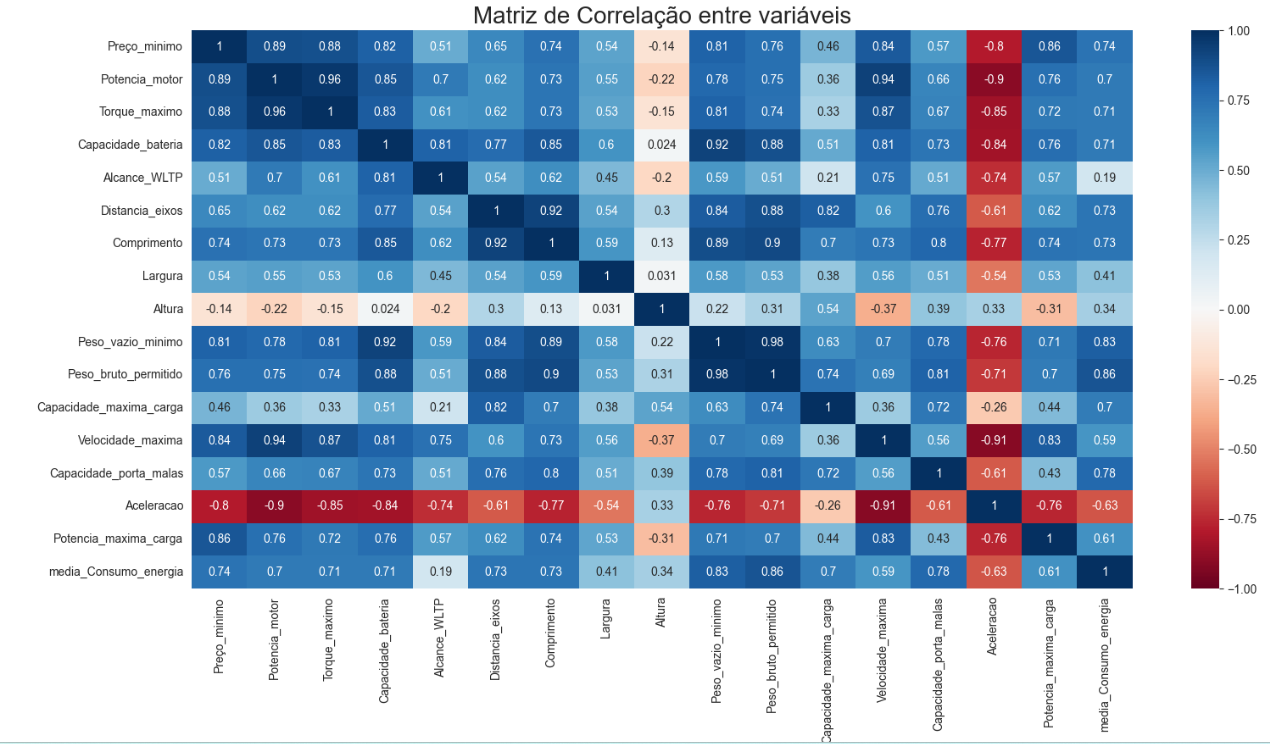 Matriz de Correlação entre variáveis
Preço_minimo 1 0.89 0.88 0.82 0.51 0.65 0.74 0.54 -0.14 0.81 0.76 0.46 0.84 0.57 -0.8 0.86 0.74
Potencia_motor 0.89 1 0.96 0.85 0.7 0.62 0.73 0.55 -0.22 0.78 0.75 0.36 0.94 0.66 -0.9 0.76 0.7
Torque_maximo 0.88 0.96 1 0.83 0.61 0.62 0.73 0.53 -0.15 0.81 0.74 0.33 0.87 0.67 -0.85 0.72 0.71
Capacidade_bateria 0.82 0.85 0.83 1 0.81 0.77 0.85 0.6 0.024 0.92 0.88 0.51 0.81 0.73 -0.84 0.76 0.71
Alcance_WLTP 0.51 0.7 0.61 0.81 1 0.54 0.62 0.45 -0.2 0.59 0.51 0.21 0.75 0.51 -0.74 0.57 0.19
Distancia_eixos 0.65 0.62 0.62 0.77 0.54 1 0.92 0.54 0.3 0.84 0.88 0.82 0.6 0.76 -0.61 0.62 0.73
Comprimento 0.74 0.73 0.73 0.85 0.62 0.92 1 0.59 0.13 0.89 0.9 0.7 0.73 0.8 -0.77 0.74 0.73
Largura 0.54 0.55 0.53 0.6 0.45 0.54 0.59 1 0.031 0.58 0.53 0.38 0.56 0.51 -0.54 0.53 0.41
Altura -0.14 -0.22 -0.15 0.024 -0.2 0.3 0.13 0.031 1 0.22 0.31 0.54 -0.37 0.39 0.33 -0.31 0.34
Peso_vazio_minimo 0.81 0.78 0.81 0.92 0.59 0.84 0.89 0.58 0.22 1 0.98 0.63 0.7 0.78 -0.76 0.71 0.83
Peso_bruto_permitido 0.76 0.75 0.74 0.88 0.51 0.88 0.9 0.53 0.31 0.98 1 0.74 0.69 0.81 -0.71 0.7 0.86
Capacidade_maxima_carga 0.46 0.36 0.33 0.51 0.21 0.82 0.7 0.38 0.54 0.63 0.74 1 0.36 0.72 -0.26 0.44 0.7
Velocidade_maxima 0.84 0.94 0.87 0.81 0.75 0.6 0.73 0.56 -0.37 0.7 0.69 0.36 1 0.56 -0.91 0.83 0.59
Capacidade_porta_malas 0.57 0.66 0.67 0.73 0.51 0.76 0.8 0.51 0.39 0.78 0.81 0.72 0.56 1 -0.61 0.43 0.78
Aceleracao -0.8 -0.9 -0.85 -0.84 -0.74 -0.61 -0.77 -0.54 0.33 -0.76 -0.71 -0.26 -0.91 -0.61 1 -0.76 -0.63
Potencia_maxima_carga 0.86 0.76 0.72 0.76 0.57 0.62 0.74 0.53 -0.31 0.71 0.7 0.44 0.83 0.43 -0.76 1 0.61
media_Consumo_energia 0.74 0.7 0.71 0.71 0.19 0.73 0.73 0.41 0.34 0.83 0.86 0.7 0.59 0.78 -0.63 0.61 1
Preço_minimo
Potencia_motor
Torque_maximo
Capacidade_bateria
Alcance_WLTP
Distancia_eixos
Comprimento
Largura
Altura
Peso_vazio_minimo
Peso_bruto_permitido
Capacidade_maxima_carga
Velocidade_maxima
Capacidade_porta_malas
Aceleracao
Potencia_maxima_carga
media_Consumo_energia
1.00
0.75
0.50
0.25
0.00
−0.25
−0.50
−0.75
−1.00